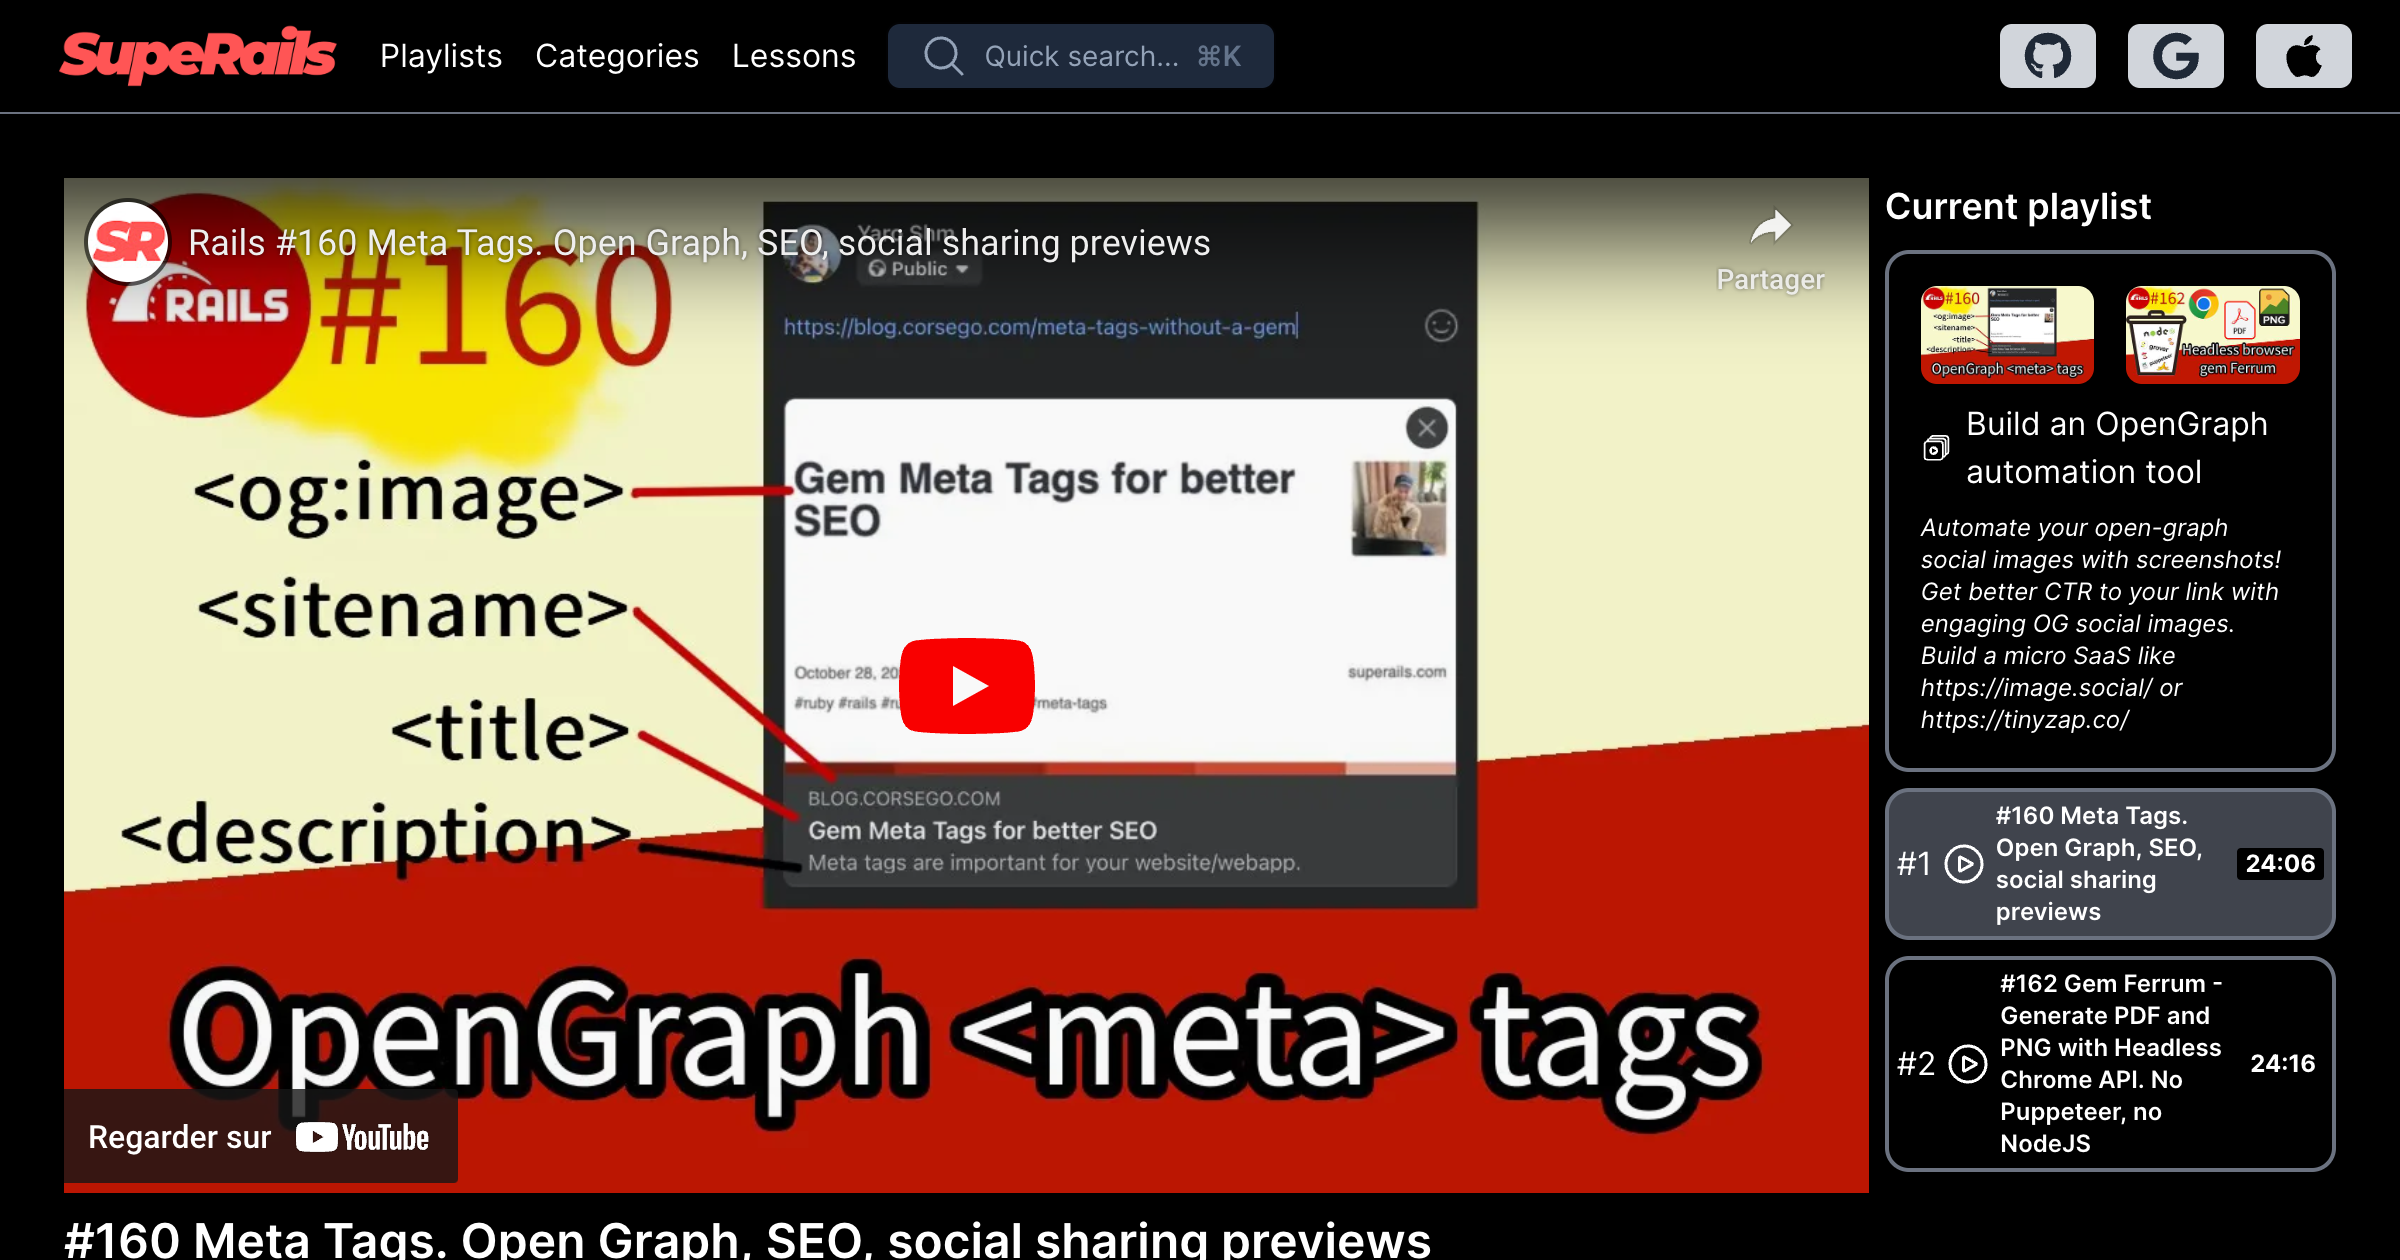 SupeRails
Playlists
Categories
Lessons
Quick search... ⌘K
SR
Rails #160 Meta Tags. Open Graph, SEO, social sharing previews
Partager
RAILS
#160
Yaro Shm
Public
https://blog.corsego.com/meta-tags-without-a-gem
<og:image>
<sitename>
<title>
<description>
Gem Meta Tags for better
SEO
October 28, 20
superails.com
#ruby #rails
meta-tags
BLOG.CORSEGO.COM
Gem Meta Tags for better SEO
Meta tags are important for your website/webapp.
OpenGraph <meta> tags
Regarder sur YouTube
#160 Meta Tags. Open Graph, SEO, social sharing previews
Current playlist
#160
<og:image>
<sitename>
<title>
<description>
OpenGraph <meta> tags
#162
PDF
PNG
node
grover
puppeteer
Headless browser
gem Ferrum
Build an OpenGraph
automation tool
Automate your open-graph
social images with screenshots!
Get better CTR to your link with
engaging OG social images.
Build a micro SaaS like
https://image.social/ or
https://tinyzap.co/
#1
#160 Meta Tags.
Open Graph, SEO,
social sharing
previews
24:06
#2
#162 Gem Ferrum -
Generate PDF and
PNG with Headless
Chrome API. No
Puppeteer, no
NodeJS
24:16